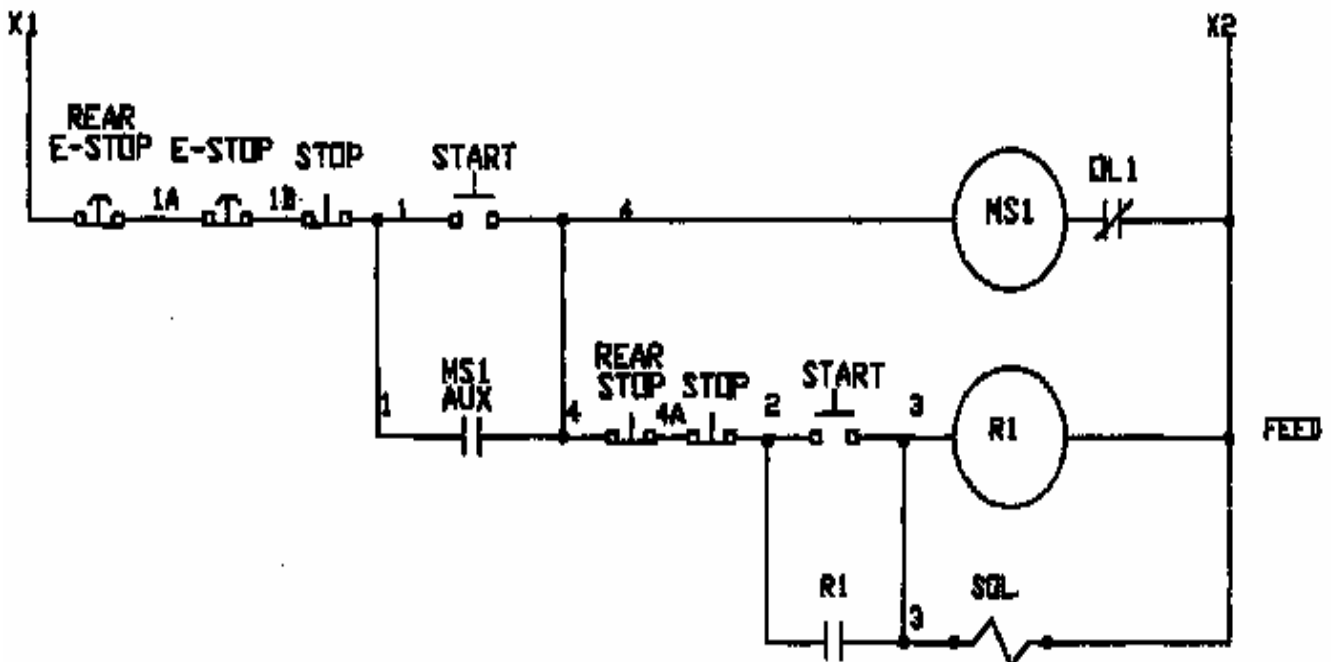 X1 X2
REAR
E-STOP E-STOP STOP START OL1
1A 1B 1 4 MS1
MS1
AUX
REAR
STOP STOP START
1 4 4A 2 3 R1 FEED
R1 SOL
3